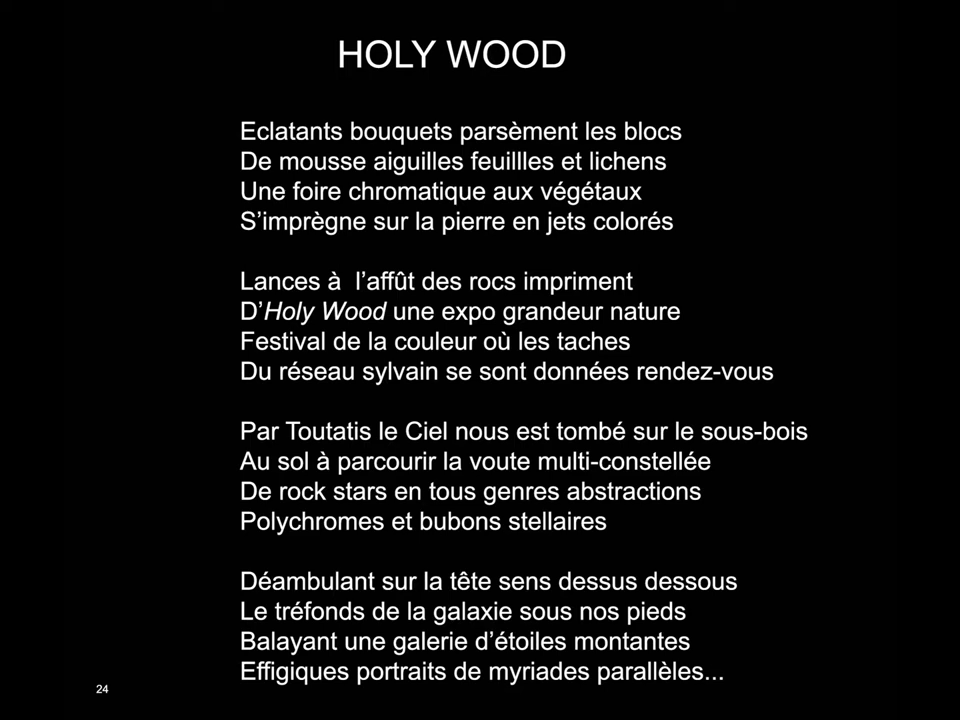 HOLY WOOD
Eclatants bouquets parsèment les blocs
De mousse aiguilles feuillles et lichens
Une foire chromatique aux végétaux
S’imprègne sur la pierre en jets colorés
Lances à  l’affût des rocs impriment
D’Holy Wood une expo grandeur nature
Festival de la couleur où les taches
Du réseau sylvain se sont données rendez-vous
Par Toutatis le Ciel nous est tombé sur le sous-bois
Au sol à parcourir la voute multi-constellée
De rock stars en tous genres abstractions
Polychromes et bubons stellaires
Déambulant sur la tête sens dessus dessous
Le tréfonds de la galaxie sous nos pieds
Balayant une galerie d’étoiles montantes
Effigiques portraits de myriades parallèles...
24